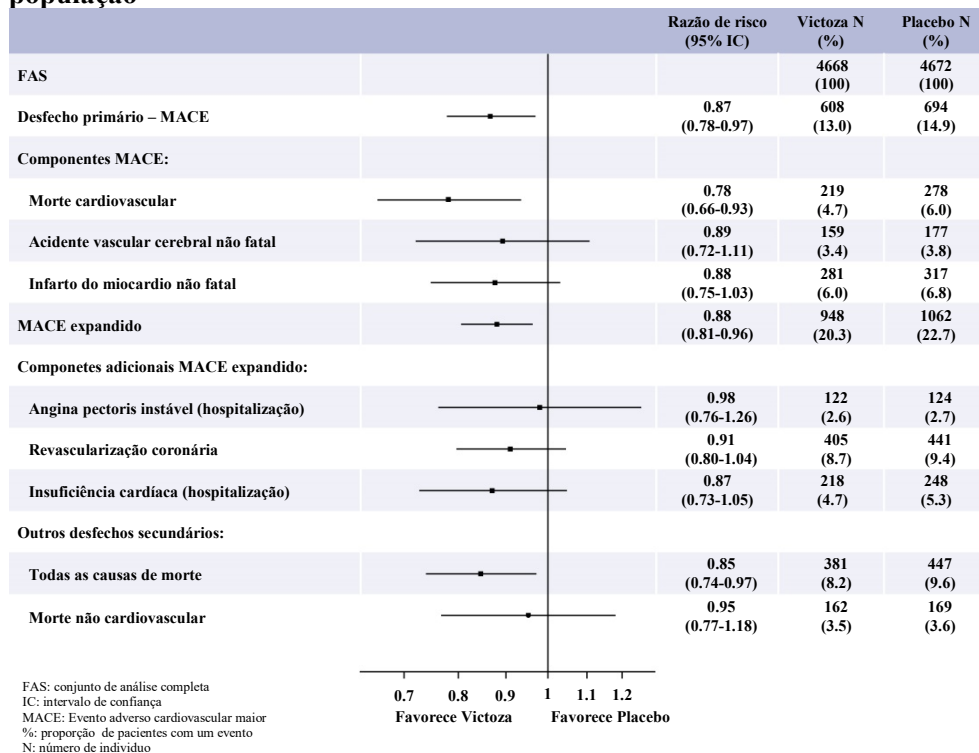 população
Razão de risco Victoza N Placebo N
(95% IC) (%) (%)
FAS 4668 4672
(100) (100)
Desfecho primário – MACE 0.87 608 694
(0.78-0.97) (13.0) (14.9)
Componentes MACE:
Morte cardiovascular 0.78 219 278
(0.66-0.93) (4.7) (6.0)
Acidente vascular cerebral não fatal 0.89 159 177
(0.72-1.11) (3.4) (3.8)
Infarto do miocardio não fatal 0.88 281 317
(0.75-1.03) (6.0) (6.8)
MACE expandido 0.88 948 1062
(0.81-0.96) (20.3) (22.7)
Componetes adicionais MACE expandido:
Angina pectoris instável (hospitalização) 0.98 122 124
(0.76-1.26) (2.6) (2.7)
Revascularização coronária 0.91 405 441
(0.80-1.04) (8.7) (9.4)
Insuficiência cardíaca (hospitalização) 0.87 218 248
(0.73-1.05) (4.7) (5.3)
Outros desfechos secundários:
Todas as causas de morte 0.85 381 447
(0.74-0.97) (8.2) (9.6)
Morte não cardiovascular 0.95 162 169
(0.77-1.18) (3.5) (3.6)
0.7 0.8 0.9 1 1.1 1.2
Favorece Victoza Favorece Placebo
FAS: conjunto de análise completa
IC: intervalo de confiança
MACE: Evento adverso cardiovascular maior
%: proporção de pacientes com um evento
N: número de individuo